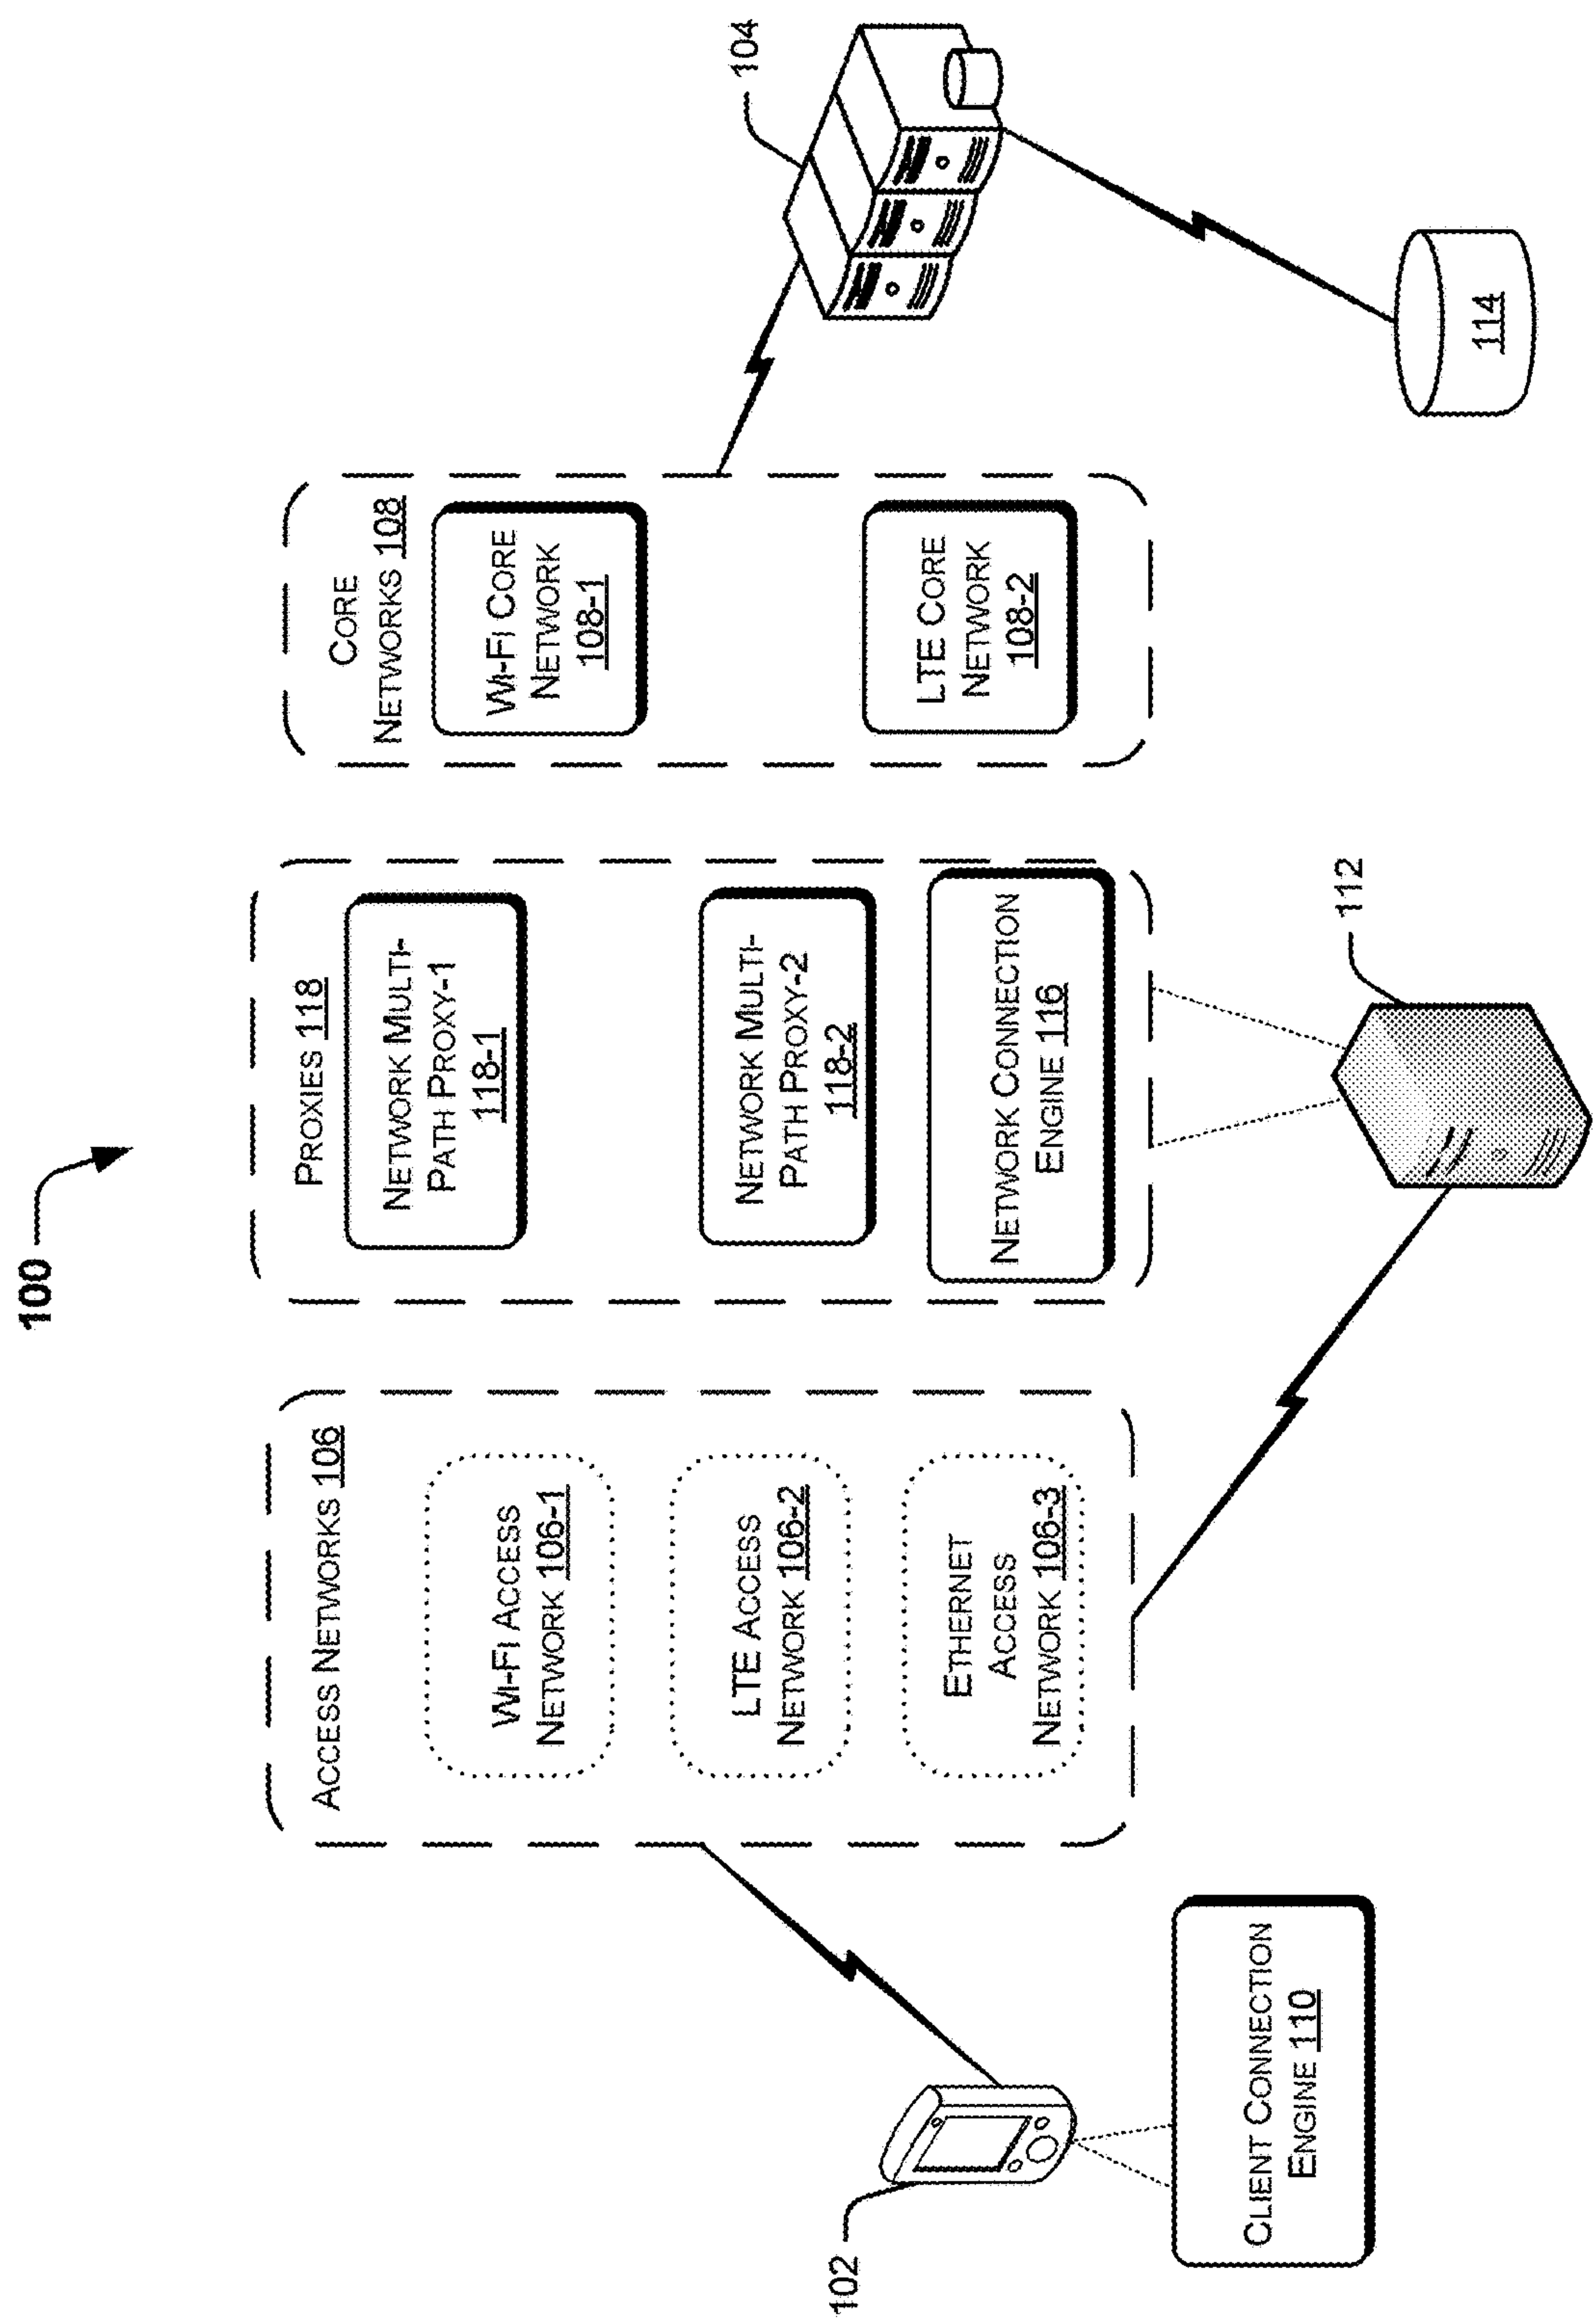 100
ACCESS NETWORKS 106
WI-FI ACCESS
NETWORK 106-1
LTE ACCESS
NETWORK 106-2
ETHERNET
ACCESS
NETWORK 106-3
PROXIES 118
NETWORK MULTI-
PATH PROXY-1
118-1
NETWORK MULTI-
PATH PROXY-2
118-2
NETWORK CONNECTION
ENGINE 116
CORE
NETWORKS 108
WI-FI CORE
NETWORK
108-1
LTE CORE
NETWORK
108-2
104
102
CLIENT CONNECTION
ENGINE 110
112
114